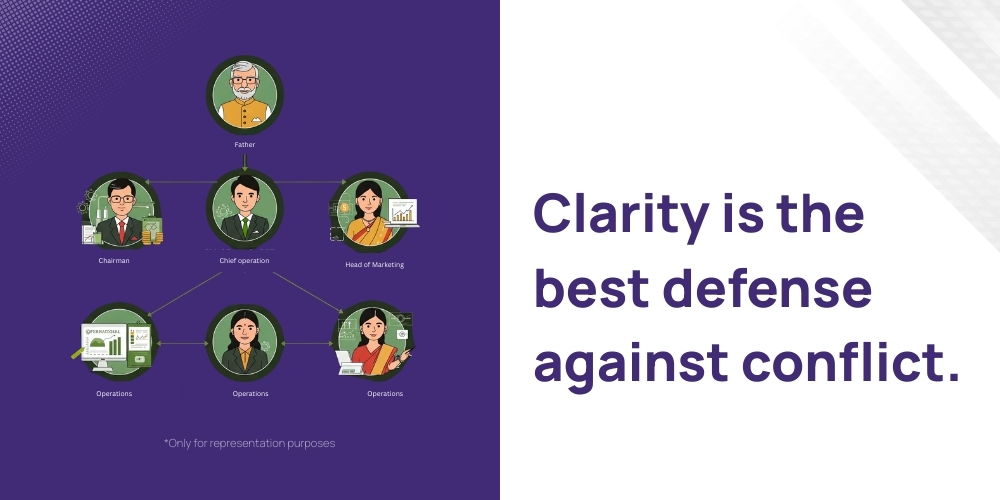 Father
Chairman
Chief operation
Head of Marketing
Operations
Operations
Operations
*Only for representation purposes
Clarity is the
best defense
against conflict.